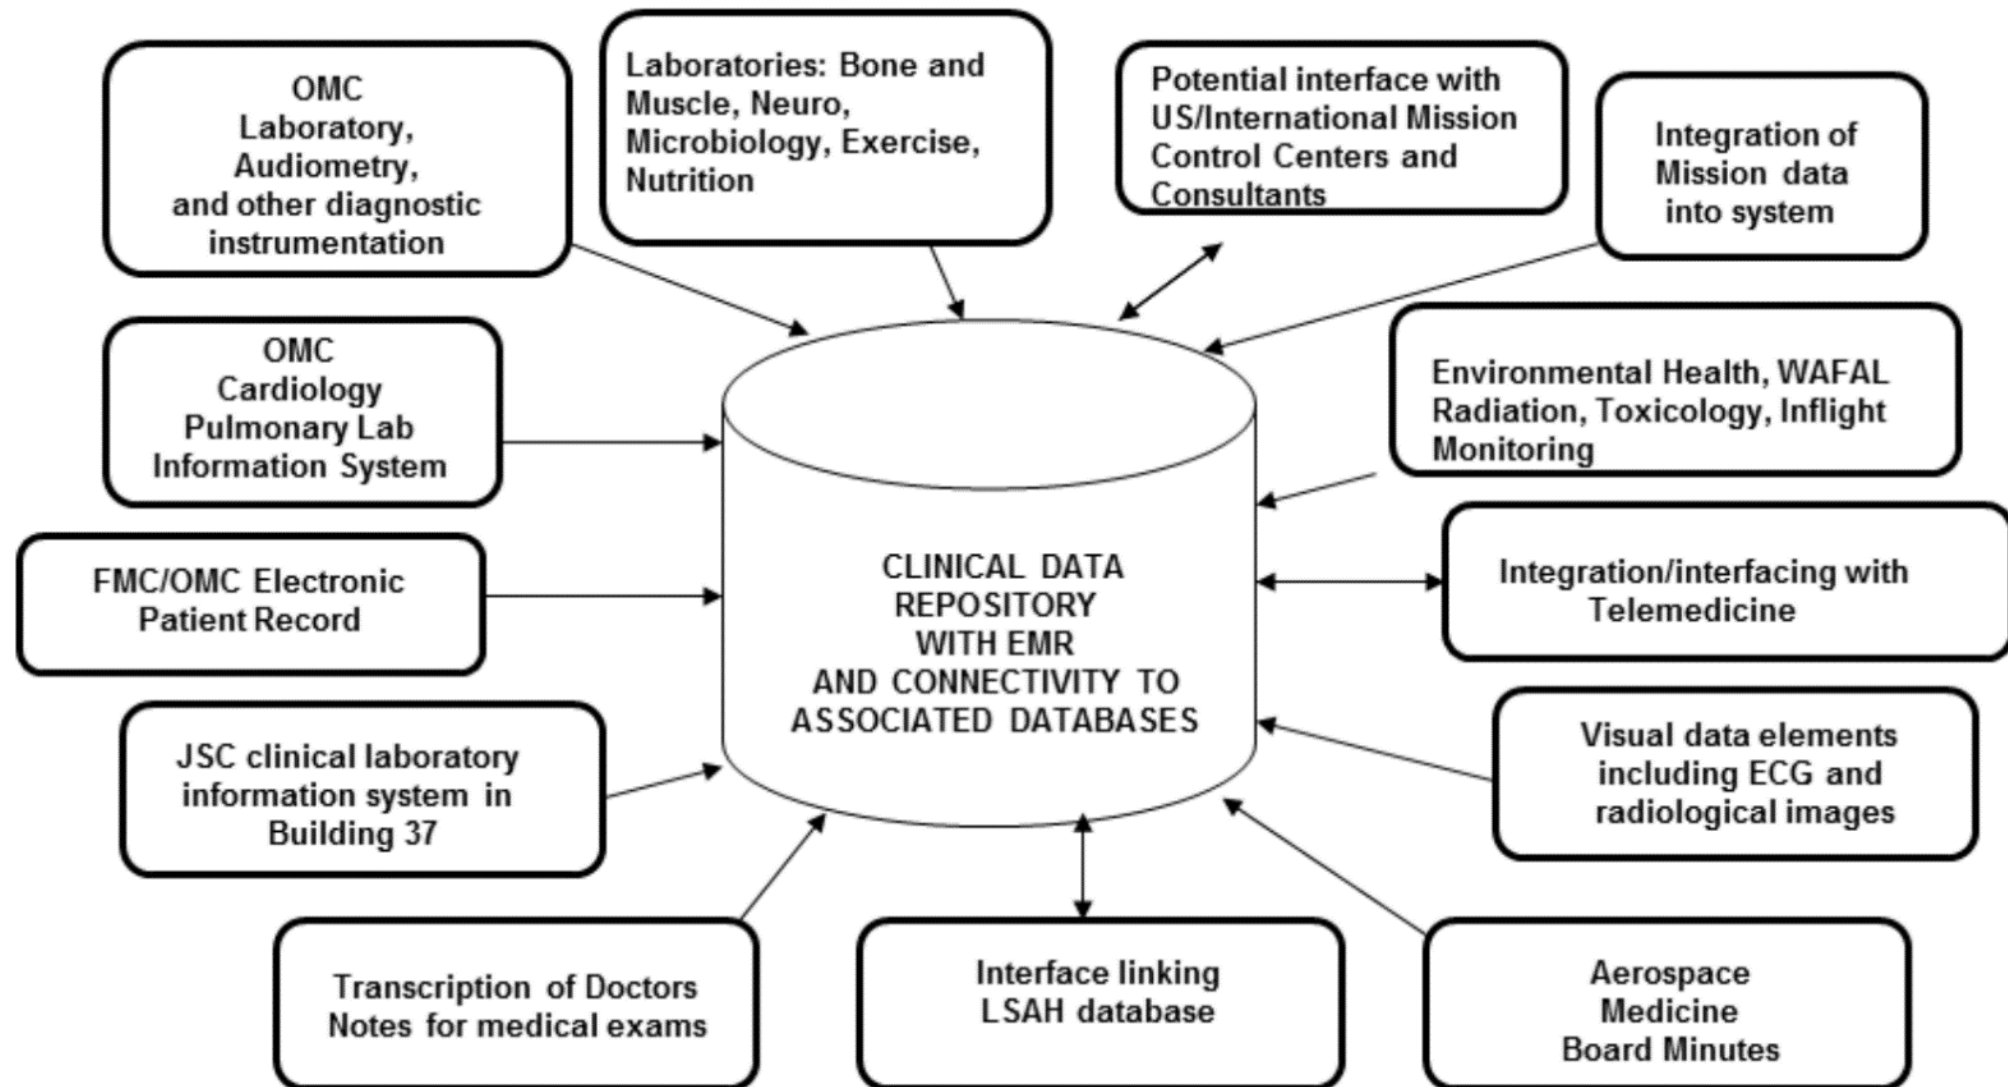 OMC
Laboratory,
Audiometry,
and other diagnostic
instrumentation
Laboratories: Bone and
Muscle, Neuro,
Microbiology, Exercise,
Nutrition
Potential interface with
US/International Mission
Control Centers and
Consultants
Integration of
Mission data
into system
OMC
Cardiology
Pulmonary Lab
Information System
Environmental Health, WAFAL
Radiation, Toxicology, Inflight
Monitoring
FMC/OMC Electronic
Patient Record
CLINICAL DATA
REPOSITORY
WITH EMR
AND CONNECTIVITY TO
ASSOCIATED DATABASES
Integration/interfacing with
Telemedicine
JSC clinical laboratory
information system in
Building 37
Visual data elements
including ECG and
radiological images
Transcription of Doctors
Notes for medical exams
Interface linking
LSAH database
Aerospace
Medicine
Board Minutes